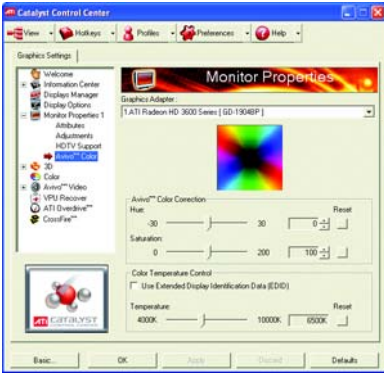 Catalyst Control Center
View Hotkeys Profiles Preferences Help
Graphics Settings
Welcome
Information Center
Displays Manager
Display Options
Monitor Properties 1
Attributes
Adjustments
HDTV Support
Avivo™ Color
3D
Color
Avivo™ Video
VPU Recover
ATI Overdrive™
CrossFire™
ATI CATALYST
CONTROL CENTER
Monitor Properties
Graphics Adapter:
1.ATI Radeon HD 3600 Series [ GD-1904BP ]
Avivo™ Color Correction
Hue: Reset
-30 30 0
Saturation:
0 200 100
Color Temperature Control
Use Extended Display Identification Data (EDID)
Temperature Reset
4000K 10000K 6500K
Basic... OK Apply Discard Defaults